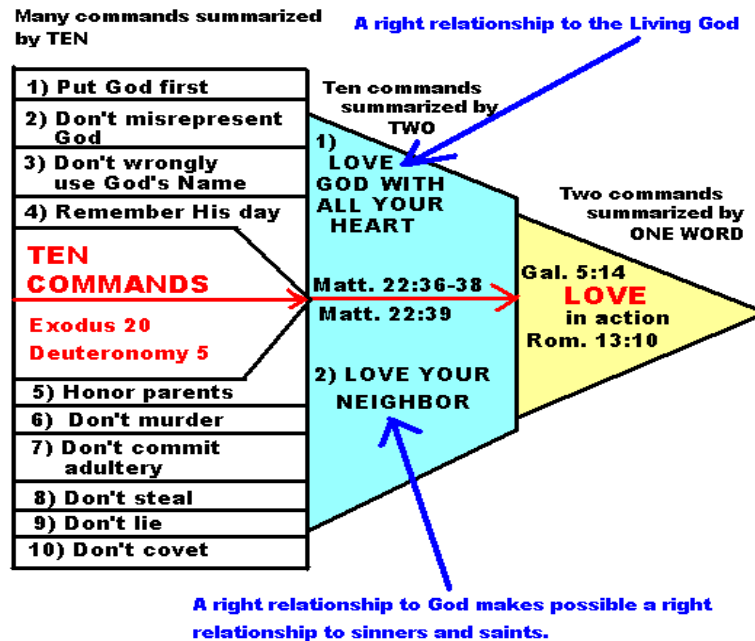 Many commands summarized
by TEN
A right relationship to the Living God
1) Put God first
2) Don't misrepresent
God
3) Don't wrongly
use God's Name
4) Remember His day
TEN
COMMANDS
Exodus 20
Deuteronomy 5
5) Honor parents
6) Don't murder
7) Don't commit
adultery
8) Don't steal
9) Don't lie
10) Don't covet
Ten commands
summarized by
TWO
1)
LOVE
GOD WITH
ALL YOUR
HEART
Matt. 22:36-38
Matt. 22:39
2) LOVE YOUR
NEIGHBOR
Two commands
summarized by
ONE WORD
Gal. 5:14
LOVE
in action
Rom. 13:10
A right relationship to God makes possible a right
relationship to sinners and saints.